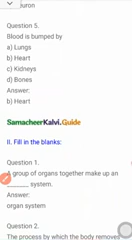 Question 5.
Blood is bumped by
a) Lungs
b) Heart
c) Kidneys
d) Bones
Answer:
b) Heart
SamacheerKalvi.Guide
II. Fill in the blanks:
Question 1.
A group of organs together make up an
_______ system.
Answer:
organ system
Question 2.
The process by which the body removes